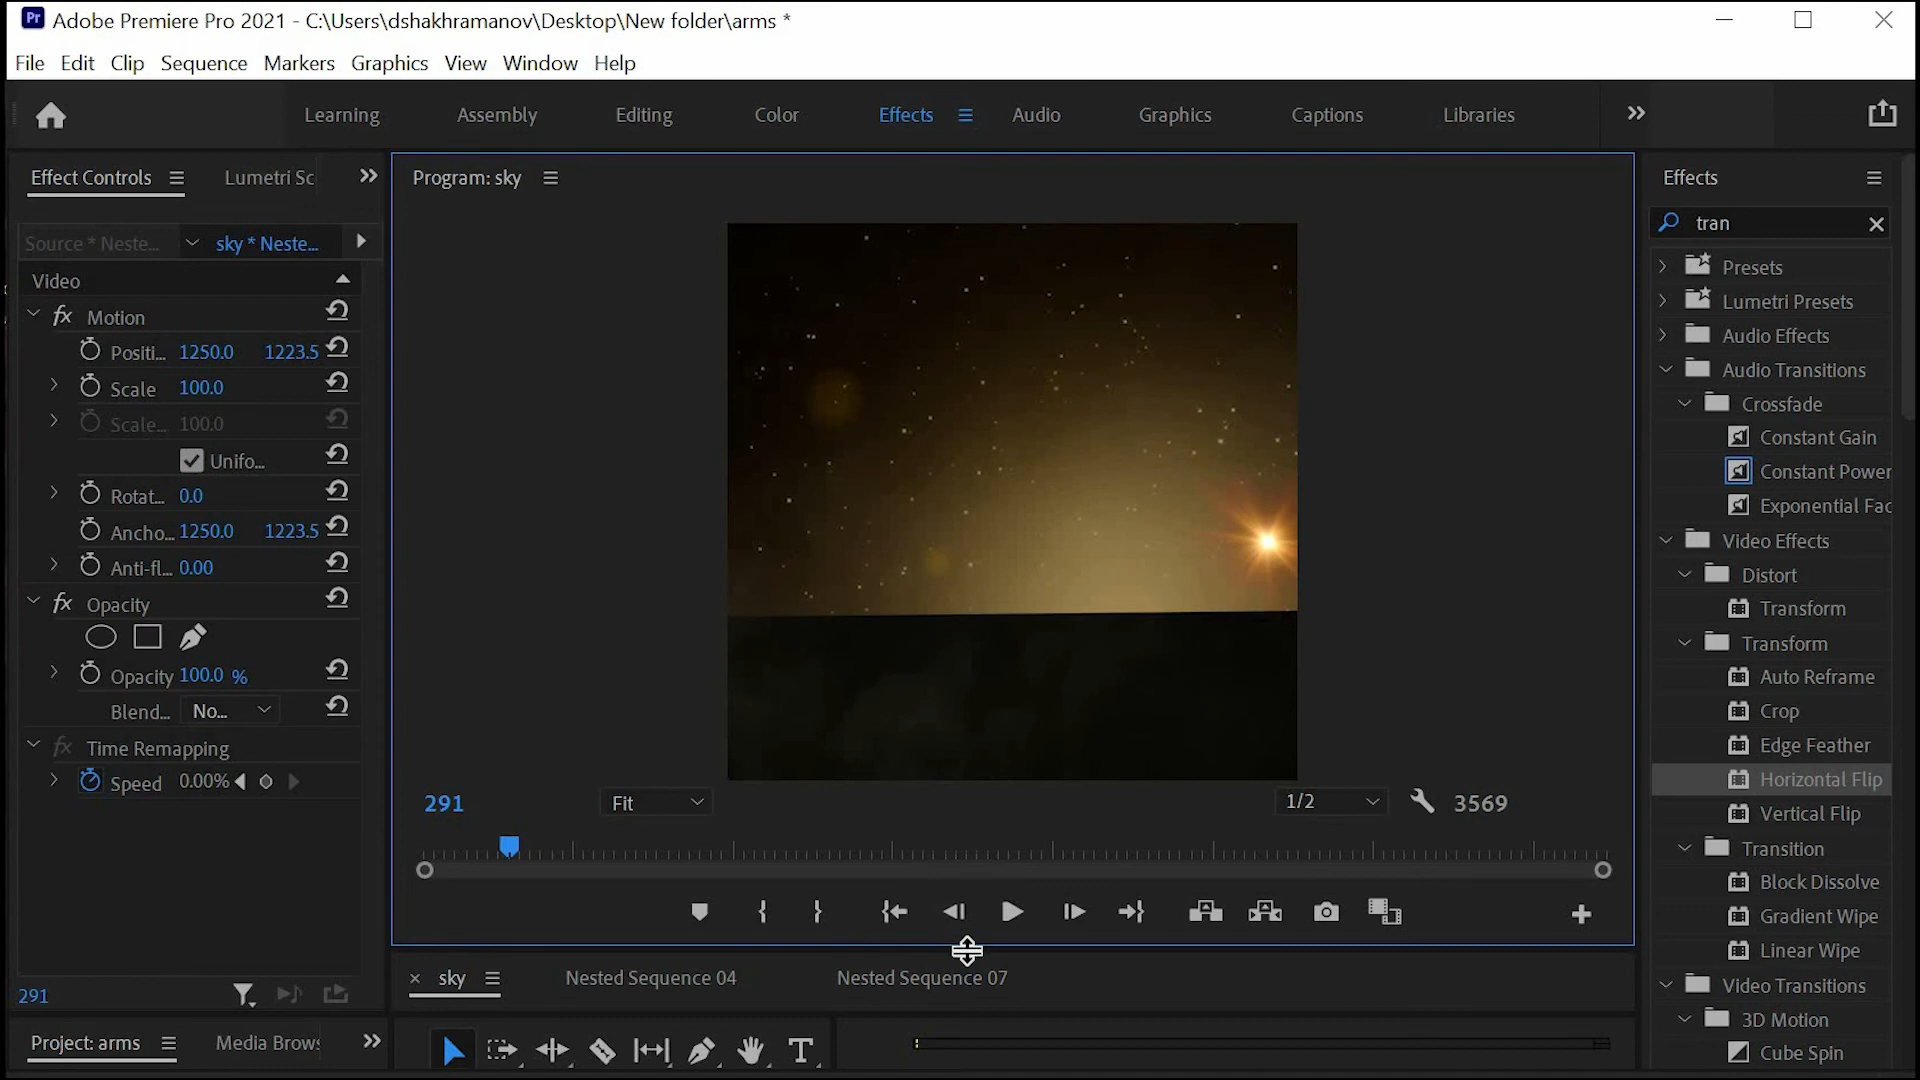 Pr Adobe Premiere Pro 2021 - C:\Users\dshakhramanov\Desktop\New folder\arms *
File Edit Clip Sequence Markers Graphics View Window Help
Learning Assembly Editing Color Effects Audio Graphics Captions Libraries
Effect Controls Lumetri Sc
Source * Neste... sky * Neste...
Video
fx Motion
Positi... 1250.0 1223.5
Scale 100.0
Scale... 100.0
Unifo...
Rotat... 0.0
Ancho... 1250.0 1223.5
Anti-fl... 0.00
fx Opacity
Opacity 100.0 %
Blend... No...
fx Time Remapping
Speed 0.00%
291
Project: arms Media Brows
Program: sky
291 Fit 1/2 3569
sky Nested Sequence 04 Nested Sequence 07
Effects
tran
Presets
Lumetri Presets
Audio Effects
Audio Transitions
Crossfade
Constant Gain
Constant Power
Exponential Fac
Video Effects
Distort
Transform
Transform
Auto Reframe
Crop
Edge Feather
Horizontal Flip
Vertical Flip
Transition
Block Dissolve
Gradient Wipe
Linear Wipe
Video Transitions
3D Motion
Cube Spin